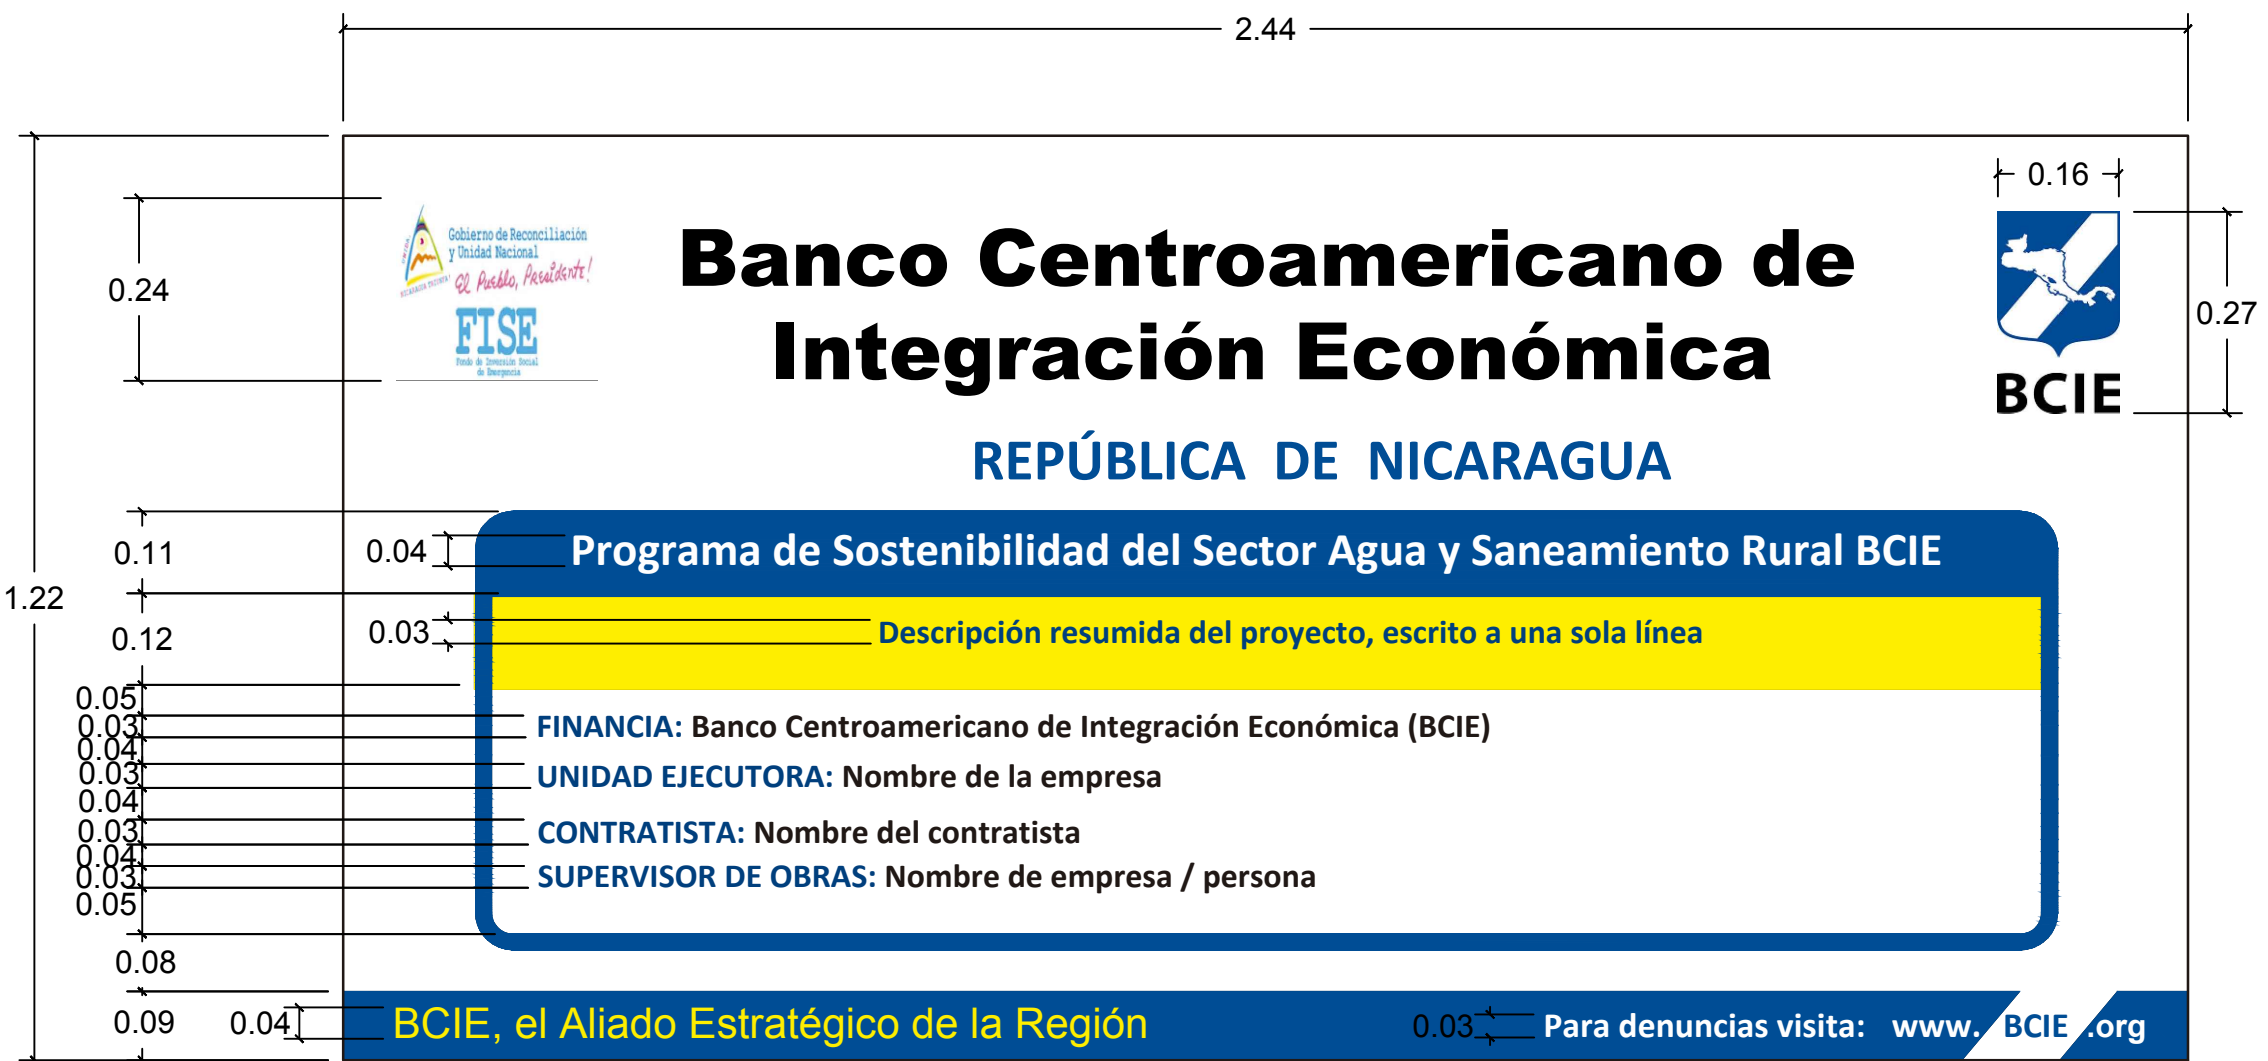 2.44
0.16
Gobierno de Reconciliación
y Unidad Nacional
El Pueblo, Presidente!
FISE
Fondo de Inversión Social
de Emergencia
0.24
Banco Centroamericano de
Integración Económica
BCIE
0.27
REPÚBLICA DE NICARAGUA
1.22
0.11
0.04
Programa de Sostenibilidad del Sector Agua y Saneamiento Rural BCIE
0.12
0.03
Descripción resumida del proyecto, escrito a una sola línea
0.05
0.03
FINANCIA: Banco Centroamericano de Integración Económica (BCIE)
0.04
0.03
UNIDAD EJECUTORA: Nombre de la empresa
0.04
0.03
CONTRATISTA: Nombre del contratista
0.04
0.03
SUPERVISOR DE OBRAS: Nombre de empresa / persona
0.05
0.08
0.09
0.04
BCIE, el Aliado Estratégico de la Región
0.03
Para denuncias visita: www. BCIE .org